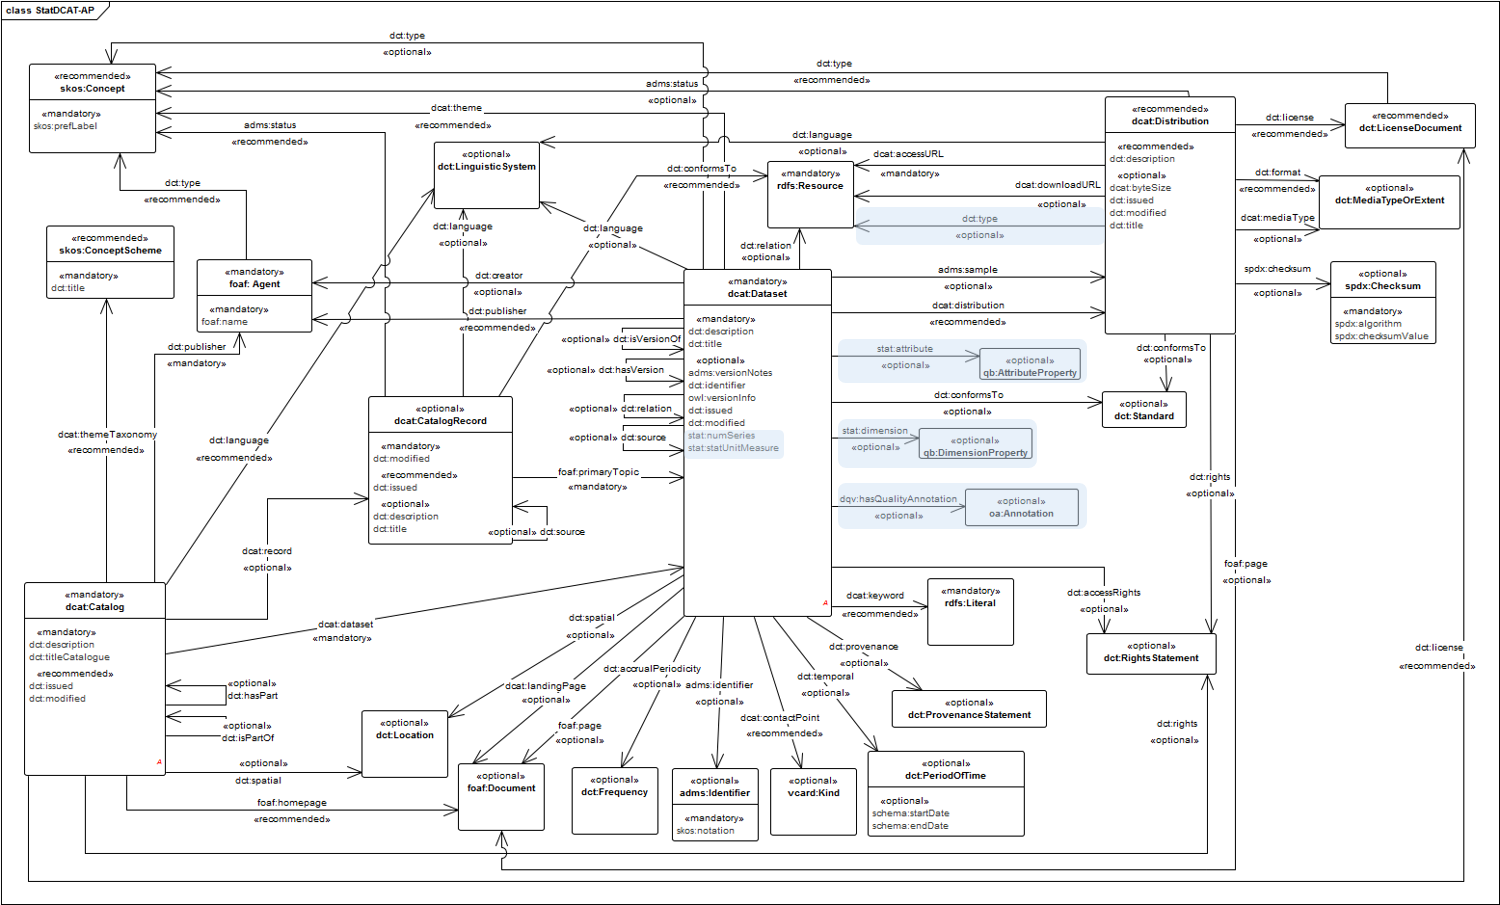 class StatDCAT-AP
dct:type
«optional»
«recommended»
skos:Concept
«mandatory»
skos:prefLabel
dct:type
«recommended»
adms:status
«optional»
dcat:theme
«recommended»
adms:status
«recommended»
«recommended»
dcat:Distribution
«recommended»
dct:description
«optional»
dcat:byteSize
dct:issued
dct:modified
dct:title
dct:license
«recommended»
«recommended»
dct:LicenseDocument
dct:language
«optional»
«optional»
dct:LinguisticSystem
dct:conformsTo
«recommended»
«mandatory»
rdfs:Resource
dcat:accessURL
«mandatory»
dcat:downloadURL
«optional»
dct:type
«optional»
dct:format
«recommended»
dcat:mediaType
«optional»
«optional»
dct:MediaTypeOrExtent
dct:type
«recommended»
«recommended»
skos:ConceptScheme
«mandatory»
dct:title
«mandatory»
foaf: Agent
«mandatory»
foaf:name
dct:language
«optional»
dct:language
«optional»
dct:relation
«optional»
dct:creator
«optional»
dct:publisher
«recommended»
«mandatory»
dcat:Dataset
«mandatory»
dct:description
dct:title
«optional»
adms:versionNotes
dct:identifier
owl:versionInfo
dct:issued
dct:modified
stat:numSeries
stat:statUnitMeasure
A
adms:sample
«optional»
dcat:distribution
«optional»
spdx:checksum
«optional»
«optional»
spdx:Checksum
«mandatory»
spdx:algorithm
spdx:checksumValue
«optional» dct:isVersionOf
«optional» dct:hasVersion
«optional» dct:relation
«optional» dct:source
stat:attribute
«optional»
«optional»
qb:AttributeProperty
dct:conformsTo
«optional»
dct:conformsTo
«optional»
«optional»
dct:Standard
stat:dimension
«optional»
«optional»
qb:DimensionProperty
dqv:hasQualityAnnotation
«optional»
«optional»
oa:Annotation
dct:publisher
«mandatory»
dcat:themeTaxonomy
«recommended»
dct:language
«recommended»
«optional»
dcat:CatalogRecord
«mandatory»
dct:modified
«recommended»
dct:issued
«optional»
dct:description
dct:title
foaf:primaryTopic
«mandatory»
«optional» dct:source
dcat:record
«optional»
dct:rights
«optional»
foaf:page
«optional»
«mandatory»
dcat:Catalog
«mandatory»
dct:description
dct:titleCatalogue
«recommended»
dct:issued
dct:modified
A
dcat:dataset
«mandatory»
dcat:keyword
«recommended»
«mandatory»
rdfs:Literal
dct:accessRights
«optional»
«optional»
dct:RightsStatement
dct:license
«recommended»
«optional»
dct:hasPart
«optional»
dct:isPartOf
«optional»
dct:spatial
dct:spatial
«optional»
dct:landingPage
«optional»
foaf:page
«optional»
dct:accrualPeriodicity
«optional»
adms:identifier
«optional»
dcat:contactPoint
«recommended»
dct:temporal
«optional»
dct:provenance
«optional»
«optional»
dct:ProvenanceStatement
dct:rights
«optional»
«optional»
dct:Location
foaf:homepage
«recommended»
«optional»
foaf:Document
«optional»
dct:Frequency
«optional»
adms:Identifier
«mandatory»
skos:notation
«optional»
vcard:Kind
«optional»
dct:PeriodOfTime
«optional»
schema:startDate
schema:endDate